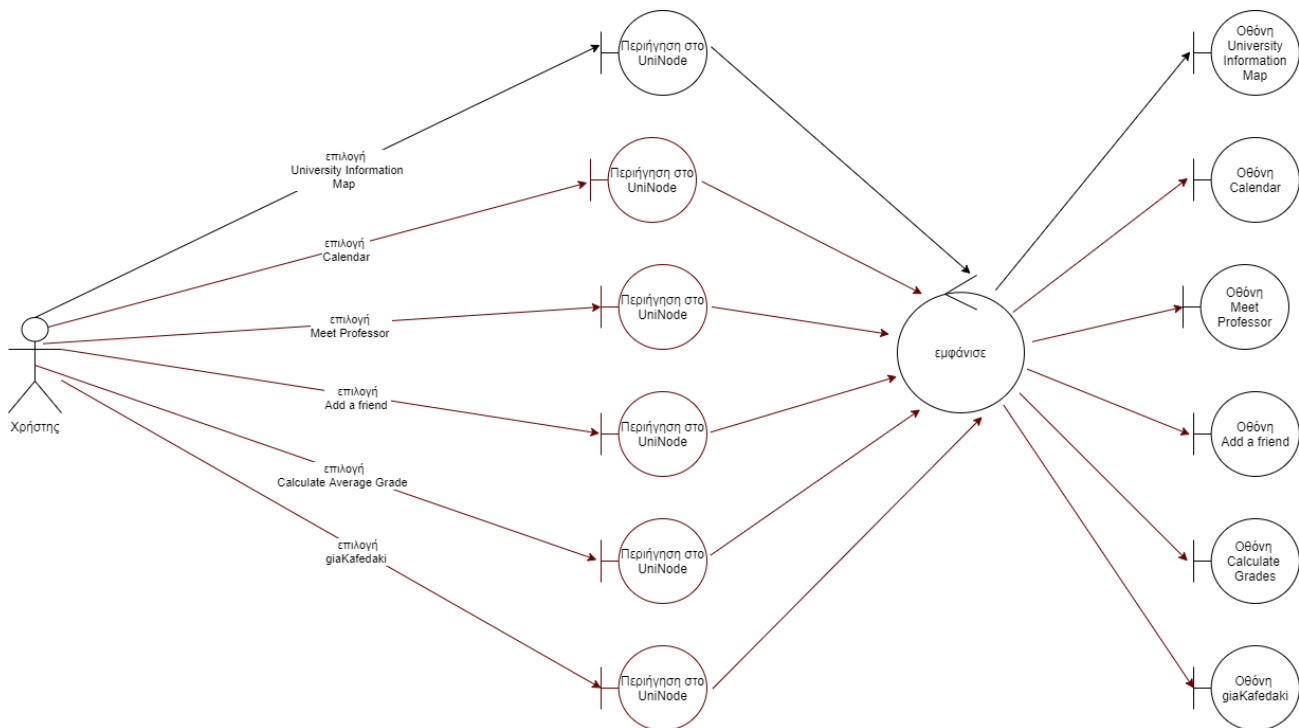 Περιήγηση στο
UniNode
Οθόνη
University
Information
Map
επιλογή
University Information
Map
Περιήγηση στο
UniNode
Οθόνη
Calendar
επιλογή
Calendar
Περιήγηση στο
UniNode
Οθόνη
Meet
Professor
επιλογή
Meet Professor
εμφάνισε
Χρήστης
επιλογή
Add a friend
Περιήγηση στο
UniNode
Οθόνη
Add a friend
επιλογή
Calculate Average Grade
Περιήγηση στο
UniNode
Οθόνη
Calculate
Grades
επιλογή
giaKafedaki
Περιήγηση στο
UniNode
Οθόνη
giaKafedaki